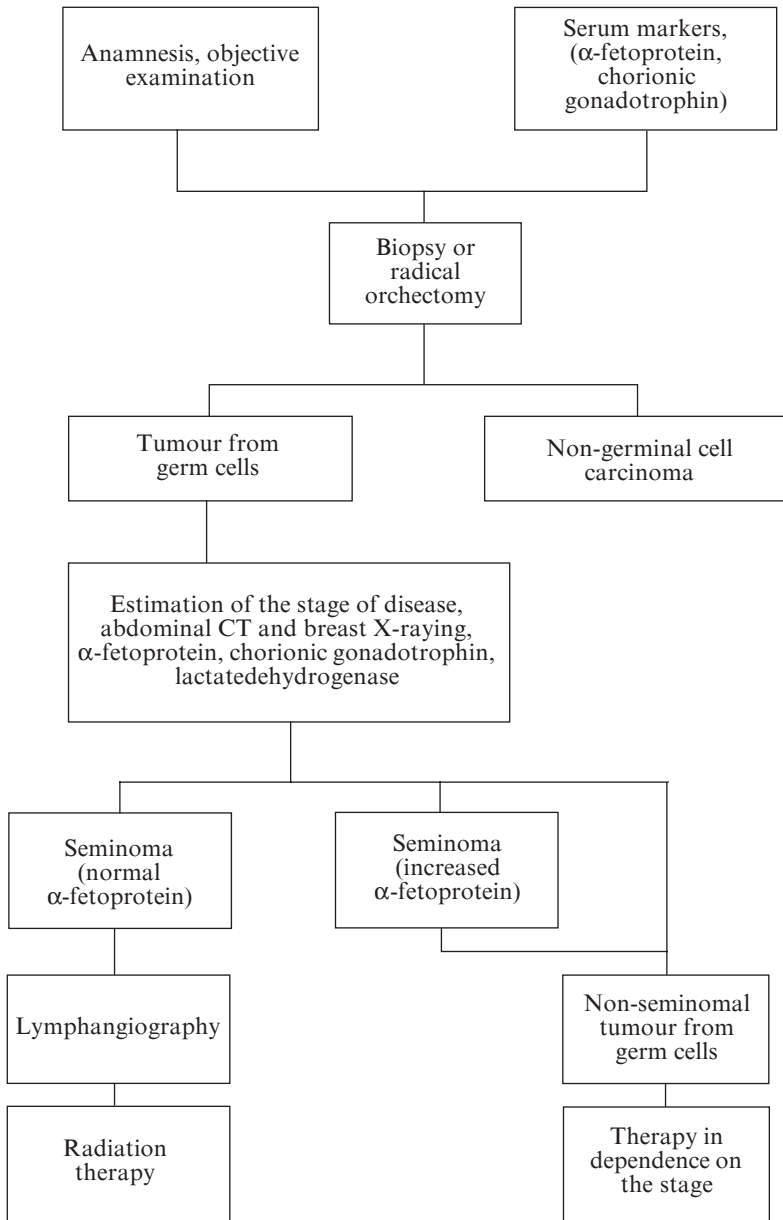 Anamnesis, objective
examination
Serum markers,
(α-fetoprotein,
chorionic
gonadotrophin)
Biopsy or
radical
orchectomy
Tumour from
germ cells
Non-germinal cell
carcinoma
Estimation of the stage of disease,
abdominal CT and breast X-raying,
α-fetoprotein, chorionic gonadotrophin,
lactatedehydrogenase
Seminoma
(normal
α-fetoprotein)
Seminoma
(increased
α-fetoprotein)
Lymphangiography
Non-seminomal
tumour from
germ cells
Radiation
therapy
Therapy in
dependence on
the stage